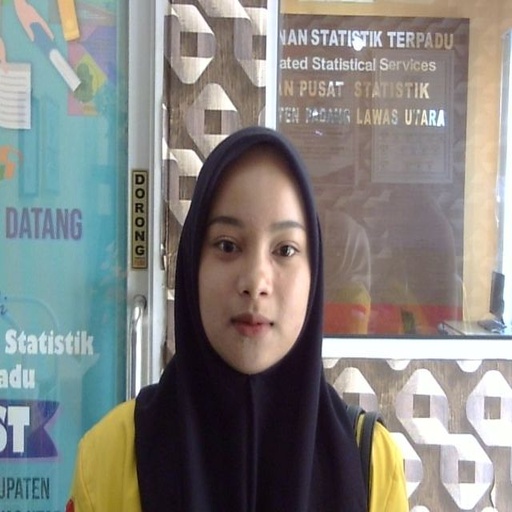 NAN STATISTIK TERPADU
ated Statistical Services
AN PUSAT STATISTIK
TEN PADANG LAWAS UTARA
DORONG
DATANG
Statistik
adu
ST
UPATEN